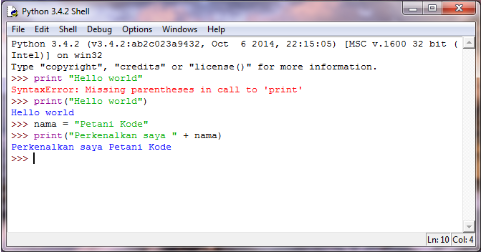 Python 3.4.2 Shell
File Edit Shell Debug Options Windows Help
Python 3.4.2 (v3.4.2:ab2c023a9432, Oct  6 2014, 22:15:05) [MSC v.1600 32 bit (
Intel)] on win32
Type "copyright", "credits" or "license()" for more information.
>>> print "Hello world"
SyntaxError: Missing parentheses in call to 'print'
>>> print("Hello world")
Hello world
>>> nama = "Petani Kode"
>>> print("Perkenalkan saya " + nama)
Perkenalkan saya Petani Kode
>>>
Ln: 10 Col: 4